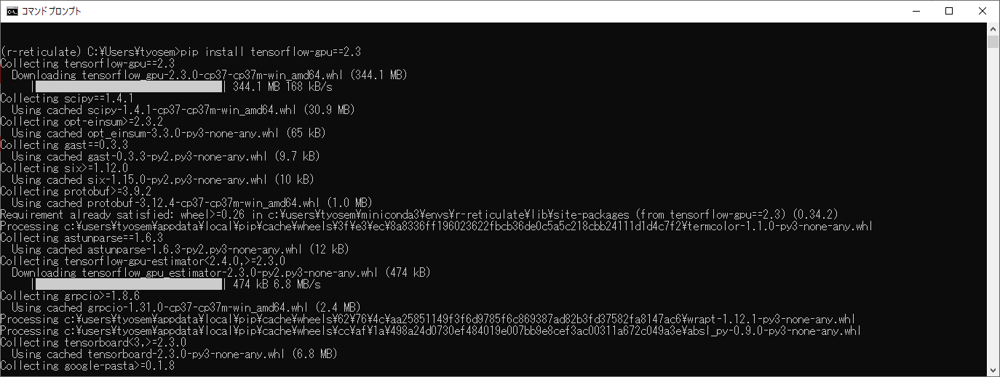 コマンド プロンプト
(r-reticulate) C:¥Users¥tyosem>pip install tensorflow-gpu==2.3
Collecting tensorflow-gpu==2.3
Downloading tensorflow_gpu-2.3.0-cp37-cp37m-win_amd64.whl (344.1 MB)
| | 344.1 MB 168 kB/s
Collecting scipy==1.4.1
Using cached scipy-1.4.1-cp37-cp37m-win_amd64.whl (30.9 MB)
Collecting opt-einsum>=2.3.2
Using cached opt_einsum-3.3.0-py3-none-any.whl (65 kB)
Collecting gast==0.3.3
Using cached gast-0.3.3-py2.py3-none-any.whl (9.7 kB)
Collecting six>=1.12.0
Using cached six-1.15.0-py2.py3-none-any.whl (10 kB)
Collecting protobuf>=3.9.2
Using cached protobuf-3.12.4-cp37-cp37m-win_amd64.whl (1.0 MB)
Requirement already satisfied: wheel>=0.26 in c:¥users¥tyosem¥miniconda3¥envs¥r-reticulate¥lib¥site-packages (from tensorflow-gpu==2.3) (0.34.2)
Processing c:¥users¥tyosem¥appdata¥local¥pip¥cache¥wheels¥3f¥e3¥ec¥8a8336ff196023622fbcb36de0c5a5c218cbb24111d1d4c7f2¥termcolor-1.1.0-py3-none-any.whl
Collecting astunparse==1.6.3
Using cached astunparse-1.6.3-py2.py3-none-any.whl (12 kB)
Collecting tensorflow-gpu-estimator<2.4.0,>=2.3.0
Downloading tensorflow_gpu_estimator-2.3.0-py2.py3-none-any.whl (474 kB)
| | 474 kB 6.8 MB/s
Collecting grpcio>=1.8.6
Using cached grpcio-1.31.0-cp37-cp37m-win_amd64.whl (2.4 MB)
Processing c:¥users¥tyosem¥appdata¥local¥pip¥cache¥wheels¥62¥76¥4c¥aa25851149f3f6d9785f6c869387ad82b3fd37582fa8147ac6¥wrapt-1.12.1-py3-none-any.whl
Processing c:¥users¥tyosem¥appdata¥local¥pip¥cache¥wheels¥cc¥af¥1a¥498a24d0730ef484019e007bb9e8cef3ac00311a672c049a3e¥absl_py-0.9.0-py3-none-any.whl
Collecting tensorboard<3,>=2.3.0
Using cached tensorboard-2.3.0-py3-none-any.whl (6.8 MB)
Collecting google-pasta>=0.1.8